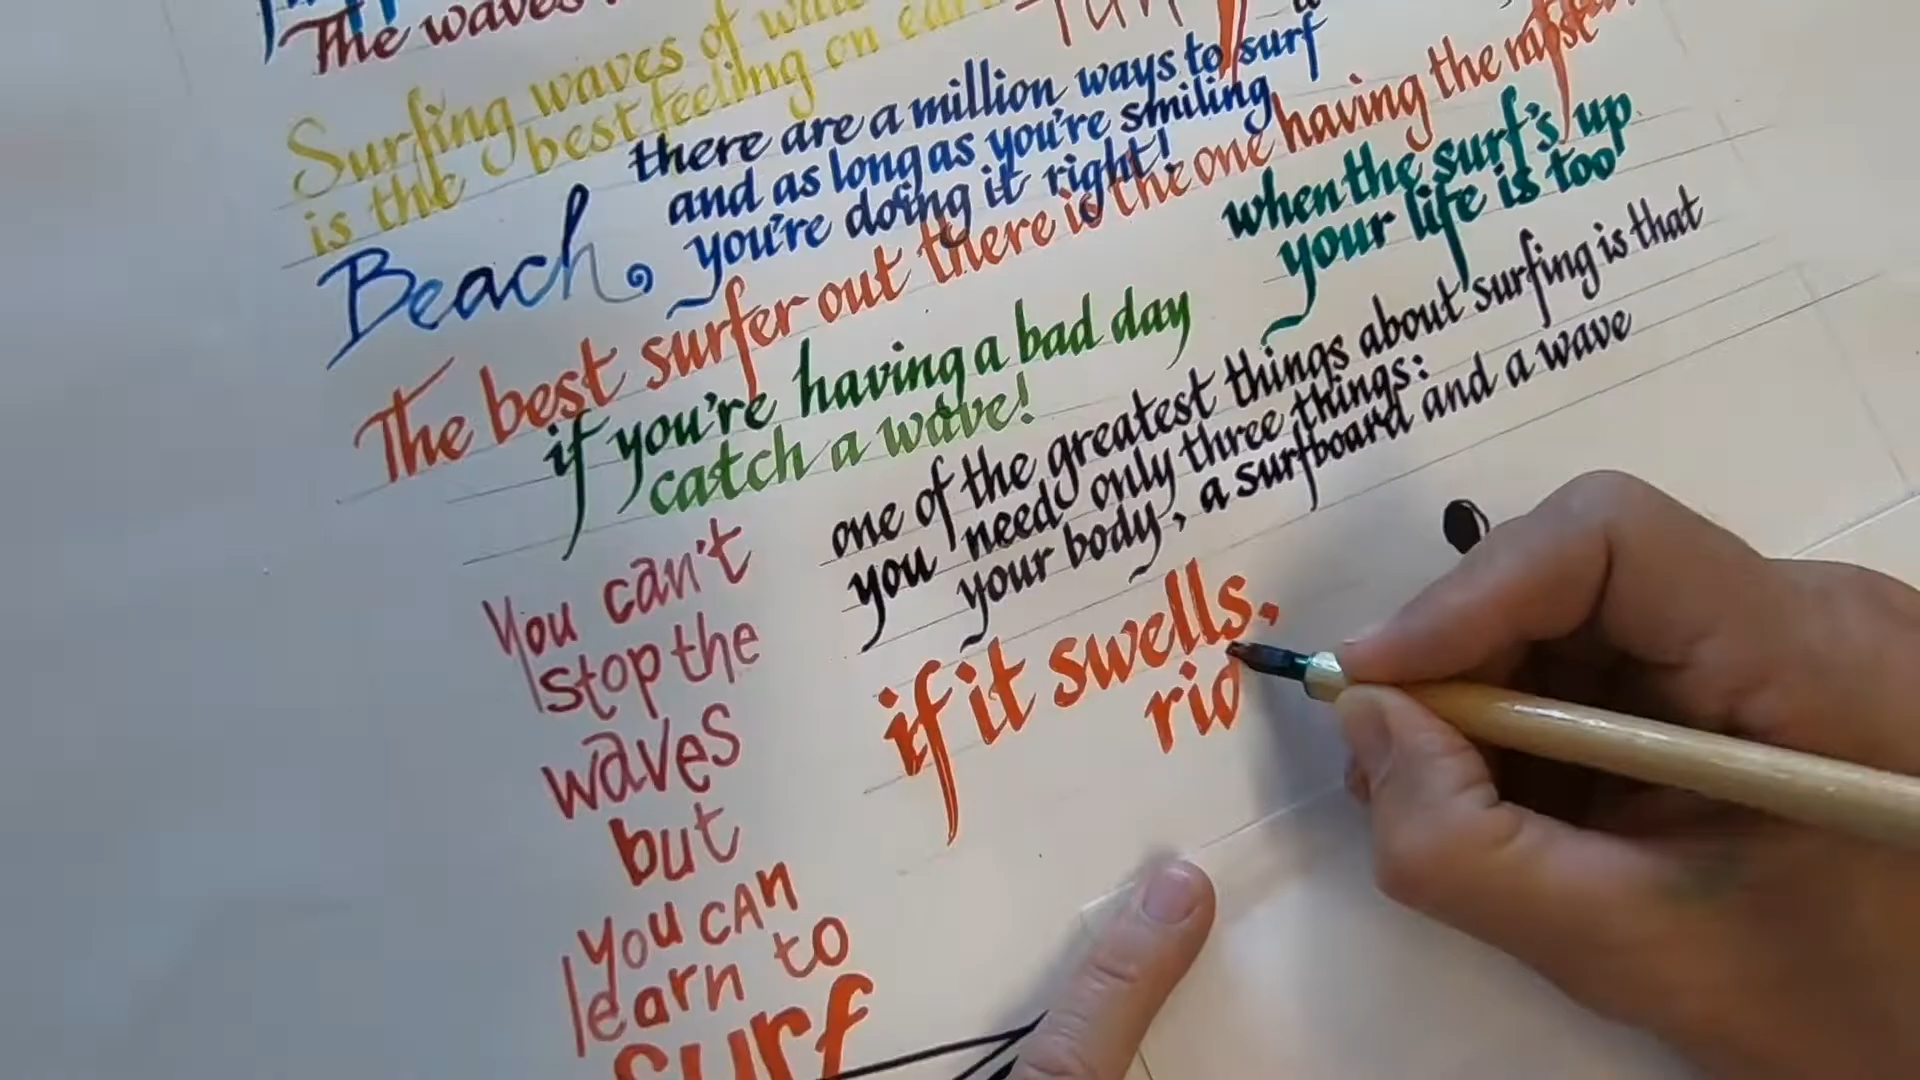 The waves
Surfing waves of
is the best feeling on
there are a million ways to surf
and as long as you're smiling
you're doing it right!
Beach
The best surfer out there is the one having the most
when the surf's up
your life is too
if you're having a bad day
catch a wave!
one of the greatest things about surfing is that
you need only three things:
your body, a surfboard and a wave
if it swells,
rid
You can't
stop the
waves
but
you can
learn to
surf